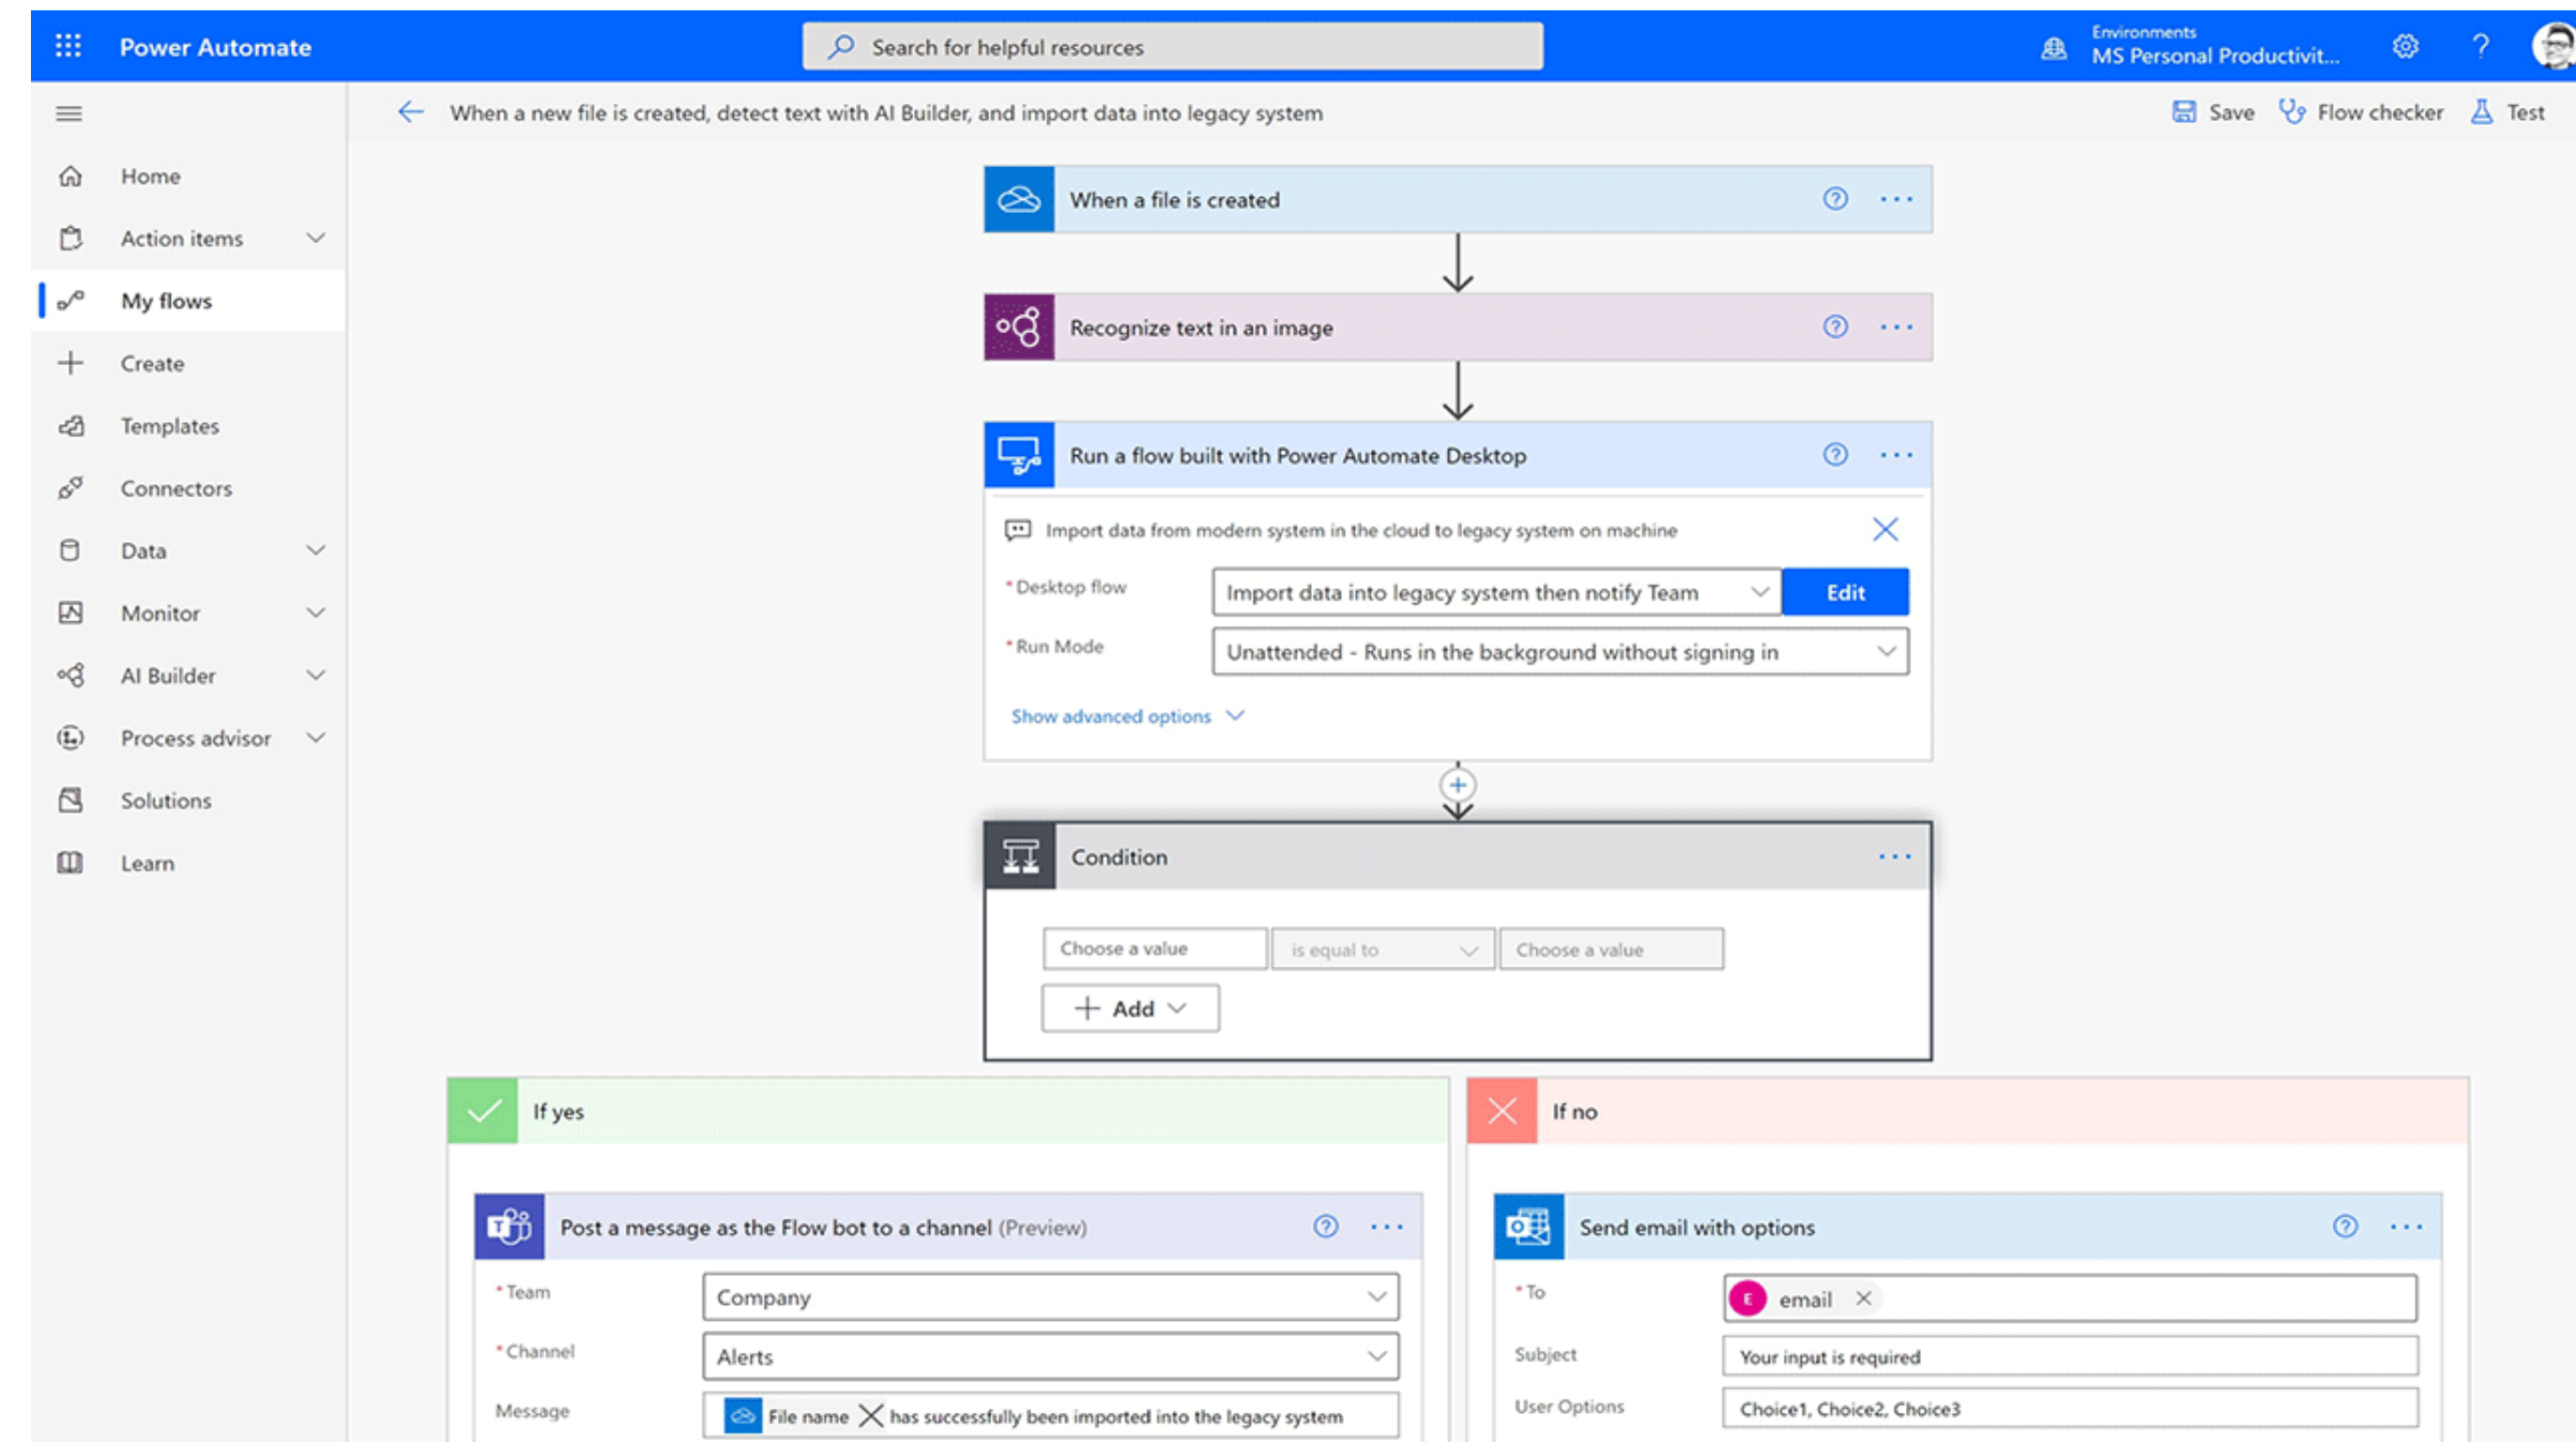 Power Automate
Search for helpful resources
Environments
MS Personal Productivit...
When a new file is created, detect text with AI Builder, and import data into legacy system
Save
Flow checker
Test
Home
Action items
My flows
Create
Templates
Connectors
Data
Monitor
AI Builder
Process advisor
Solutions
Learn
When a file is created
Recognize text in an image
Run a flow built with Power Automate Desktop
Import data from modern system in the cloud to legacy system on machine
* Desktop flow
Import data into legacy system then notify Team
Edit
* Run Mode
Unattended - Runs in the background without signing in
Show advanced options
Condition
Choose a value
is equal to
Choose a value
Add
If yes
Post a message as the Flow bot to a channel (Preview)
* Team
Company
* Channel
Alerts
Message
File name has successfully been imported into the legacy system
If no
Send email with options
* To
E email
Subject
Your input is required
User Options
Choice1, Choice2, Choice3